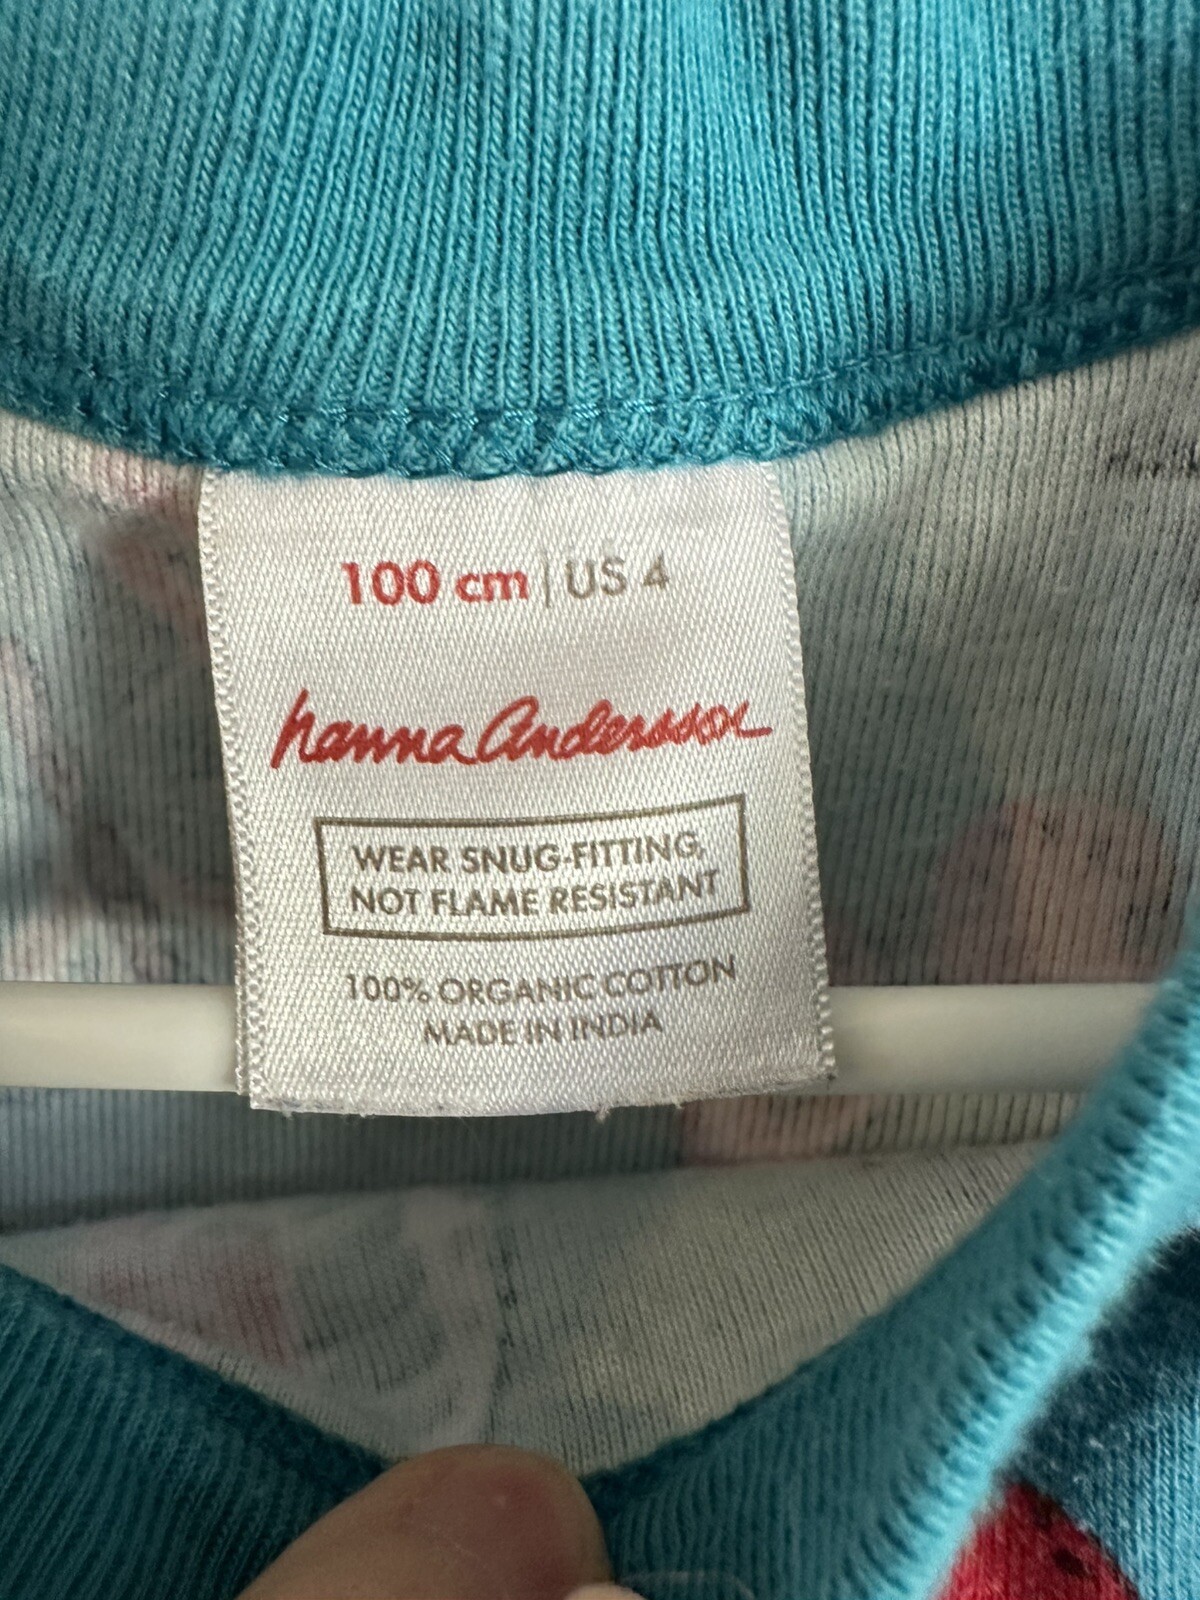 100 cm | US 4
hanna Andersson
WEAR SNUG-FITTING,
NOT FLAME RESISTANT
100% ORGANIC COTTON
MADE IN INDIA